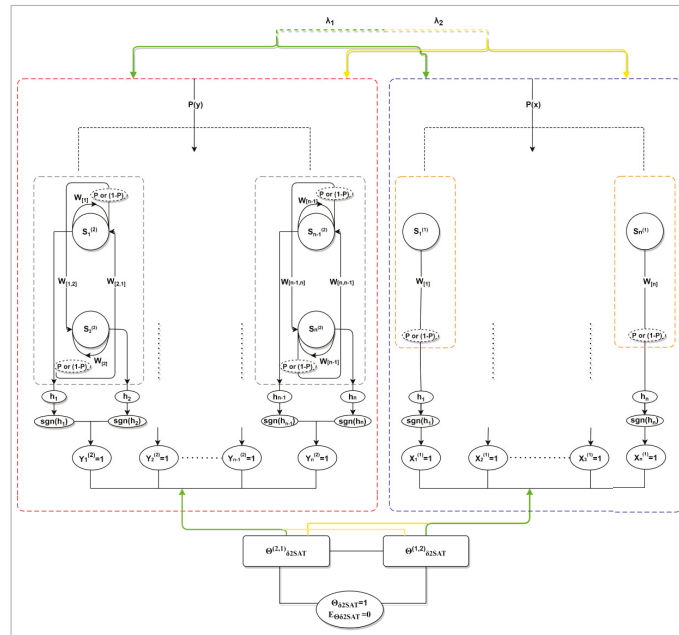 λ1 λ2
P(y) P(x)
P or (1-P) P or (1-P)
W[1] W[n-1]
S1(2) Sn-1(2) S1(1) Sn(1)
W[1,2] W[2,1] W[n-1,n] W[n,n-1] W[1] W[n]
S2(2) Sn(2)
P or (1-P) P or (1-P) P or (1-P) P or (1-P)
W[2] W[n-1]
h1 h2 hn-1 hn h1 hn
sgn(h1) sgn(h2) sgn(hn-1) sgn(hn) sgn(h1) sgn(hn)
Y1(2)=1 Y2(2)=1 Yn-1(2)=1 Yn(2)=1 X1(1)=1 X2(1)=1 X3(1)=1 Xn(1)=1
Θ(2,1)δ2SAT Θ(1,2)δ2SAT
Θδ2SAT=1
EΘδ2SAT=0